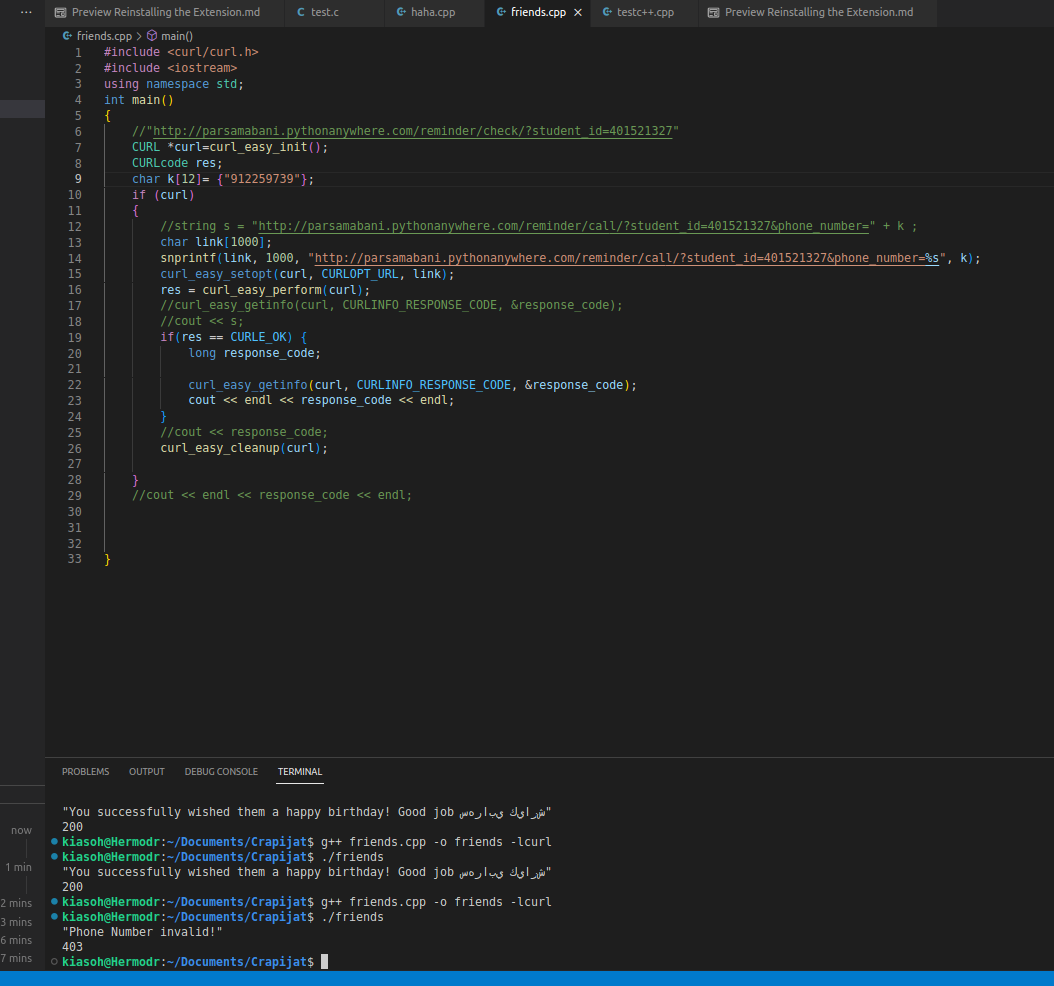 ··· Preview Reinstalling the Extension.md C test.c haha.cpp friends.cpp × testc++.cpp Preview Reinstalling the Extension.md
friends.cpp > main()
1 #include <curl/curl.h>
2 #include <iostream>
3 using namespace std;
4 int main()
5 {
6 //"http://parsamabani.pythonanywhere.com/reminder/check/?student_id=401521327"
7 CURL *curl=curl_easy_init();
8 CURLcode res;
9 char k[12]= {"912259739"};
10 if (curl)
11 {
12 //string s = "http://parsamabani.pythonanywhere.com/reminder/call/?student_id=401521327&phone_number=" + k ;
13 char link[1000];
14 snprintf(link, 1000, "http://parsamabani.pythonanywhere.com/reminder/call/?student_id=401521327&phone_number=%s", k);
15 curl_easy_setopt(curl, CURLOPT_URL, link);
16 res = curl_easy_perform(curl);
17 //curl_easy_getinfo(curl, CURLINFO_RESPONSE_CODE, &response_code);
18 //cout << s;
19 if(res == CURLE_OK) {
20 long response_code;
21
22 curl_easy_getinfo(curl, CURLINFO_RESPONSE_CODE, &response_code);
23 cout << endl << response_code << endl;
24 }
25 //cout << response_code;
26 curl_easy_cleanup(curl);
27
28 }
29 //cout << endl << response_code << endl;
30
31
32
33 }
PROBLEMS OUTPUT DEBUG CONSOLE TERMINAL
"You successfully wished them a happy birthday! Good job شرايك يبارهس"
200
kiasoh@Hermodr:~/Documents/Crapijat$ g++ friends.cpp -o friends -lcurl
kiasoh@Hermodr:~/Documents/Crapijat$ ./friends
"You successfully wished them a happy birthday! Good job شرايك يبارهس"
200
kiasoh@Hermodr:~/Documents/Crapijat$ g++ friends.cpp -o friends -lcurl
kiasoh@Hermodr:~/Documents/Crapijat$ ./friends
"Phone Number invalid!"
403
kiasoh@Hermodr:~/Documents/Crapijat$
now
1 min
2 mins
3 mins
6 mins
7 mins